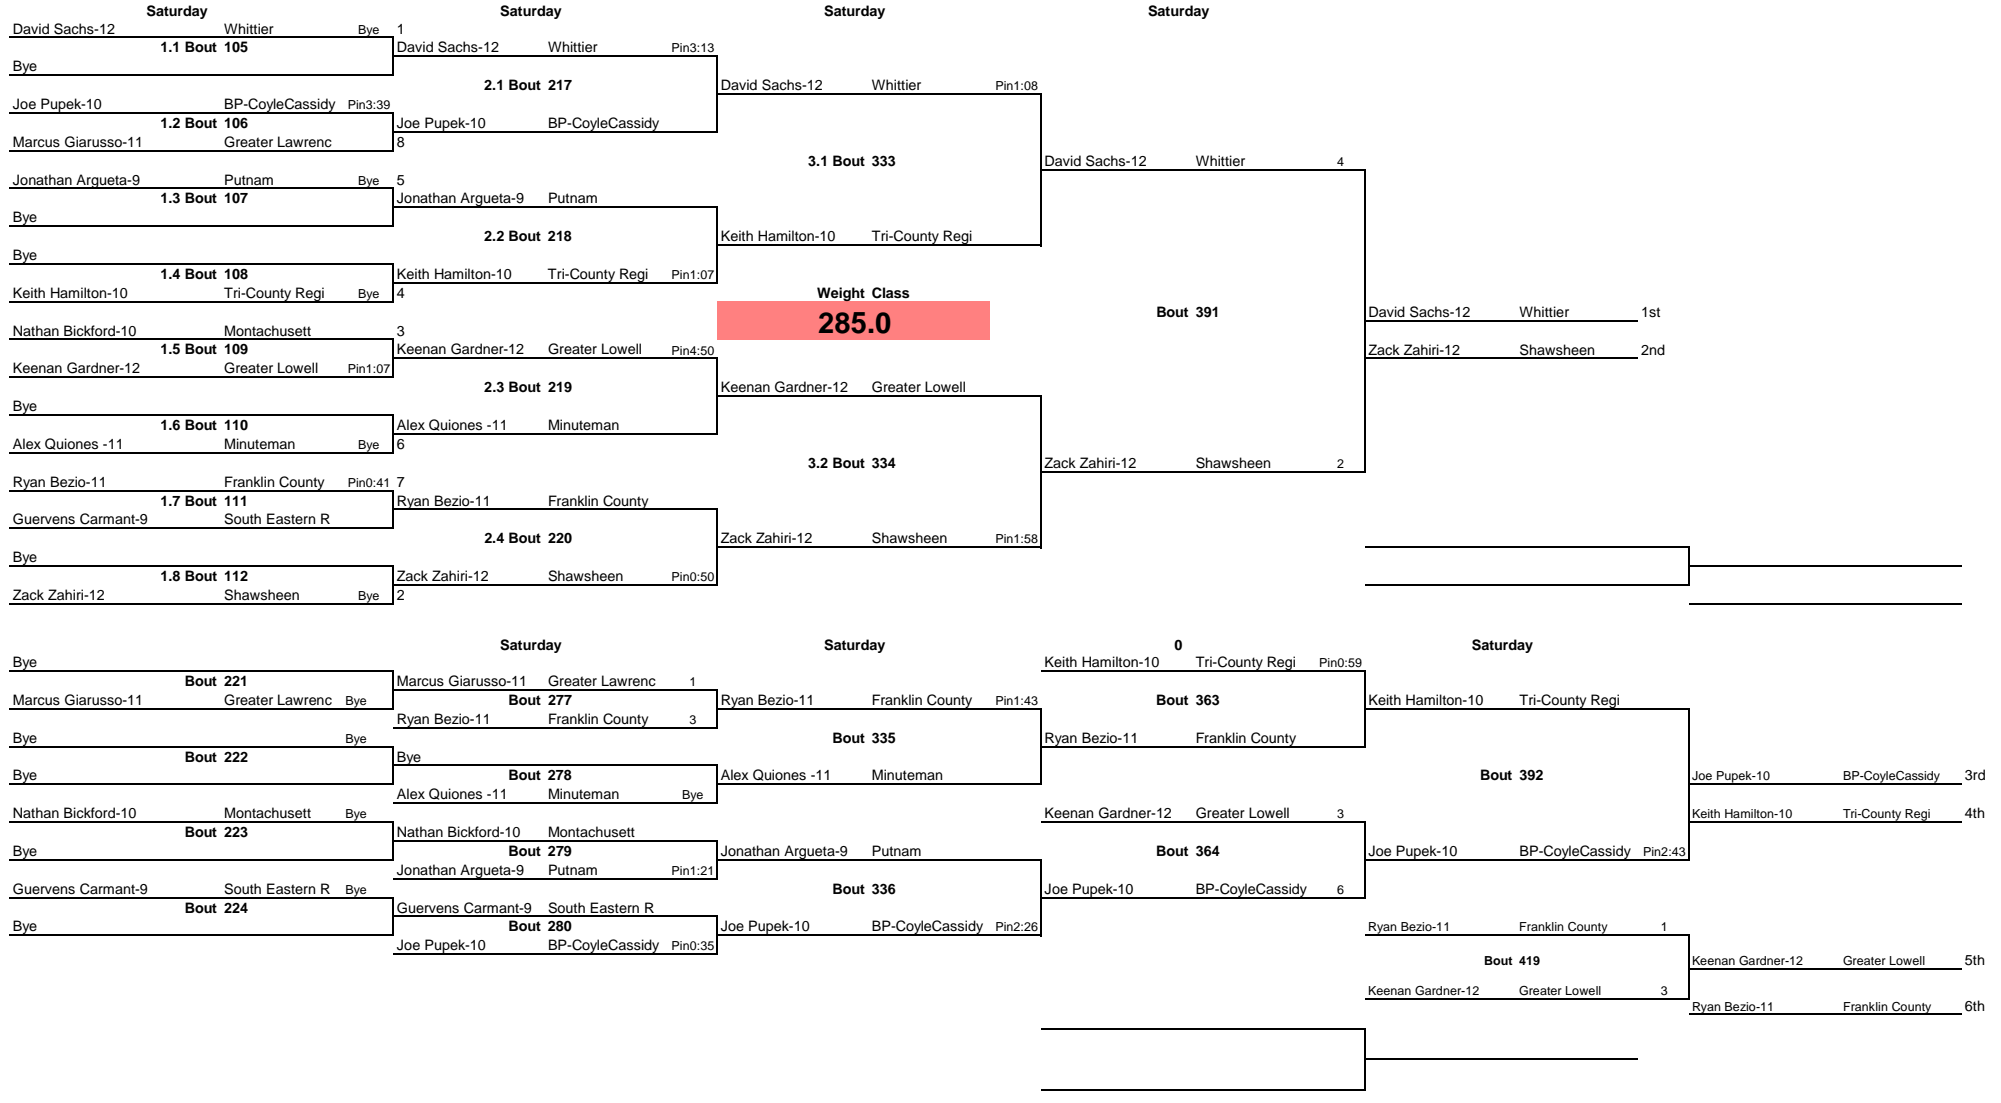 Saturday Saturday Saturday Saturday
David Sachs-12 Whittier Bye 1
1.1 Bout 105 David Sachs-12 Whittier Pin3:13
Bye
2.1 Bout 217 David Sachs-12 Whittier Pin1:08
Joe Pupek-10 BP-CoyleCassidy Pin3:39
1.2 Bout 106 Joe Pupek-10 BP-CoyleCassidy
Marcus Giarusso-11 Greater Lawrenc 8
3.1 Bout 333 David Sachs-12 Whittier 4
Jonathan Argueta-9 Putnam Bye 5
1.3 Bout 107 Jonathan Argueta-9 Putnam
Bye
2.2 Bout 218 Keith Hamilton-10 Tri-County Regi
Bye
1.4 Bout 108 Keith Hamilton-10 Tri-County Regi Pin1:07
Keith Hamilton-10 Tri-County Regi Bye 4 Weight Class
Bout 391 David Sachs-12 Whittier 1st
285.0
Nathan Bickford-10 Montachusett 3
1.5 Bout 109 Keenan Gardner-12 Greater Lowell Pin4:50 Zack Zahiri-12 Shawsheen 2nd
Keenan Gardner-12 Greater Lowell Pin1:07
2.3 Bout 219 Keenan Gardner-12 Greater Lowell
Bye
1.6 Bout 110 Alex Quiones -11 Minuteman
Alex Quiones -11 Minuteman Bye 6
3.2 Bout 334 Zack Zahiri-12 Shawsheen 2
Ryan Bezio-11 Franklin County Pin0:41 7
1.7 Bout 111 Ryan Bezio-11 Franklin County
Guervens Carmant-9 South Eastern R
2.4 Bout 220 Zack Zahiri-12 Shawsheen Pin1:58
Bye
1.8 Bout 112 Zack Zahiri-12 Shawsheen Pin0:50
Zack Zahiri-12 Shawsheen Bye 2
Saturday Saturday 0 Saturday
Bye Keith Hamilton-10 Tri-County Regi Pin0:59
Bout 221 Marcus Giarusso-11 Greater Lawrenc 1
Marcus Giarusso-11 Greater Lawrenc Bye Bout 277 Ryan Bezio-11 Franklin County Pin1:43 Bout 363 Keith Hamilton-10 Tri-County Regi
Ryan Bezio-11 Franklin County 3
Bye Bye Bout 335 Ryan Bezio-11 Franklin County
Bout 222 Bye
Bye Bout 278 Alex Quiones -11 Minuteman Bout 392 Joe Pupek-10 BP-CoyleCassidy 3rd
Alex Quiones -11 Minuteman Bye
Nathan Bickford-10 Montachusett Bye Keenan Gardner-12 Greater Lowell 3 Keith Hamilton-10 Tri-County Regi 4th
Bout 223 Nathan Bickford-10 Montachusett
Bye Bout 279 Jonathan Argueta-9 Putnam Bout 364 Joe Pupek-10 BP-CoyleCassidy Pin2:43
Jonathan Argueta-9 Putnam Pin1:21
Guervens Carmant-9 South Eastern R Bye Bout 336 Joe Pupek-10 BP-CoyleCassidy 6
Bout 224 Guervens Carmant-9 South Eastern R
Bye Bout 280 Joe Pupek-10 BP-CoyleCassidy Pin2:26 Ryan Bezio-11 Franklin County 1
Joe Pupek-10 BP-CoyleCassidy Pin0:35
Bout 419 Keenan Gardner-12 Greater Lowell 5th
Keenan Gardner-12 Greater Lowell 3
Ryan Bezio-11 Franklin County 6th